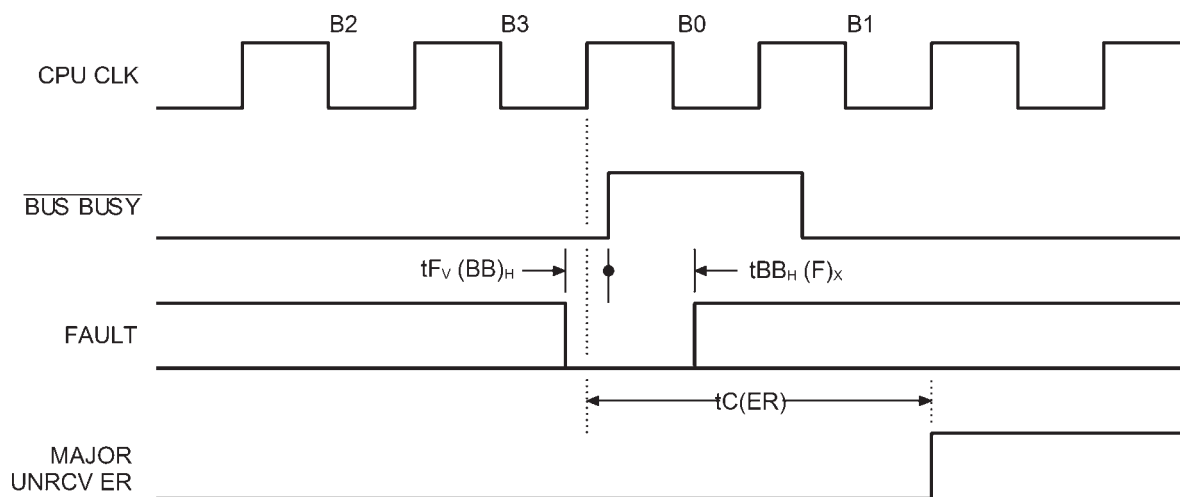 B2 B3 B0 B1
CPU CLK
BUS BUSY
tFV (BB)H
tBBH (F)X
FAULT
tC(ER)
MAJOR
UNRCV ER